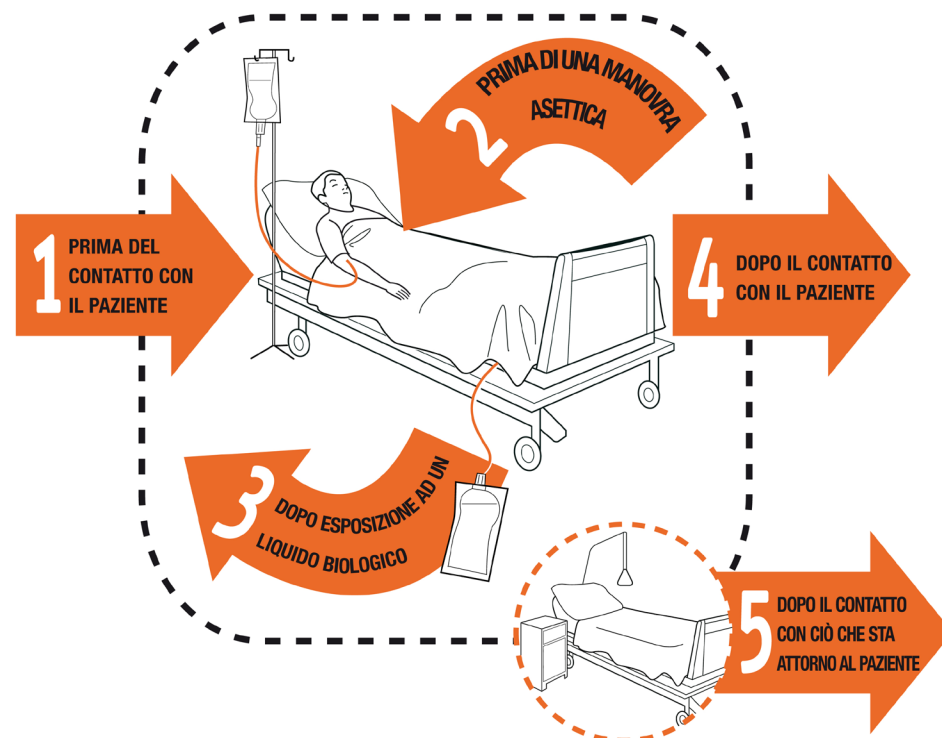 1
PRIMA DEL
CONTATTO CON
IL PAZIENTE
2
PRIMA DI UNA MANOVRA
ASETTICA
3
DOPO ESPOSIZIONE AD UN
LIQUIDO BIOLOGICO
4
DOPO IL CONTATTO
CON IL PAZIENTE
5
DOPO IL CONTATTO
CON CIÒ CHE STA
ATTORNO AL PAZIENTE